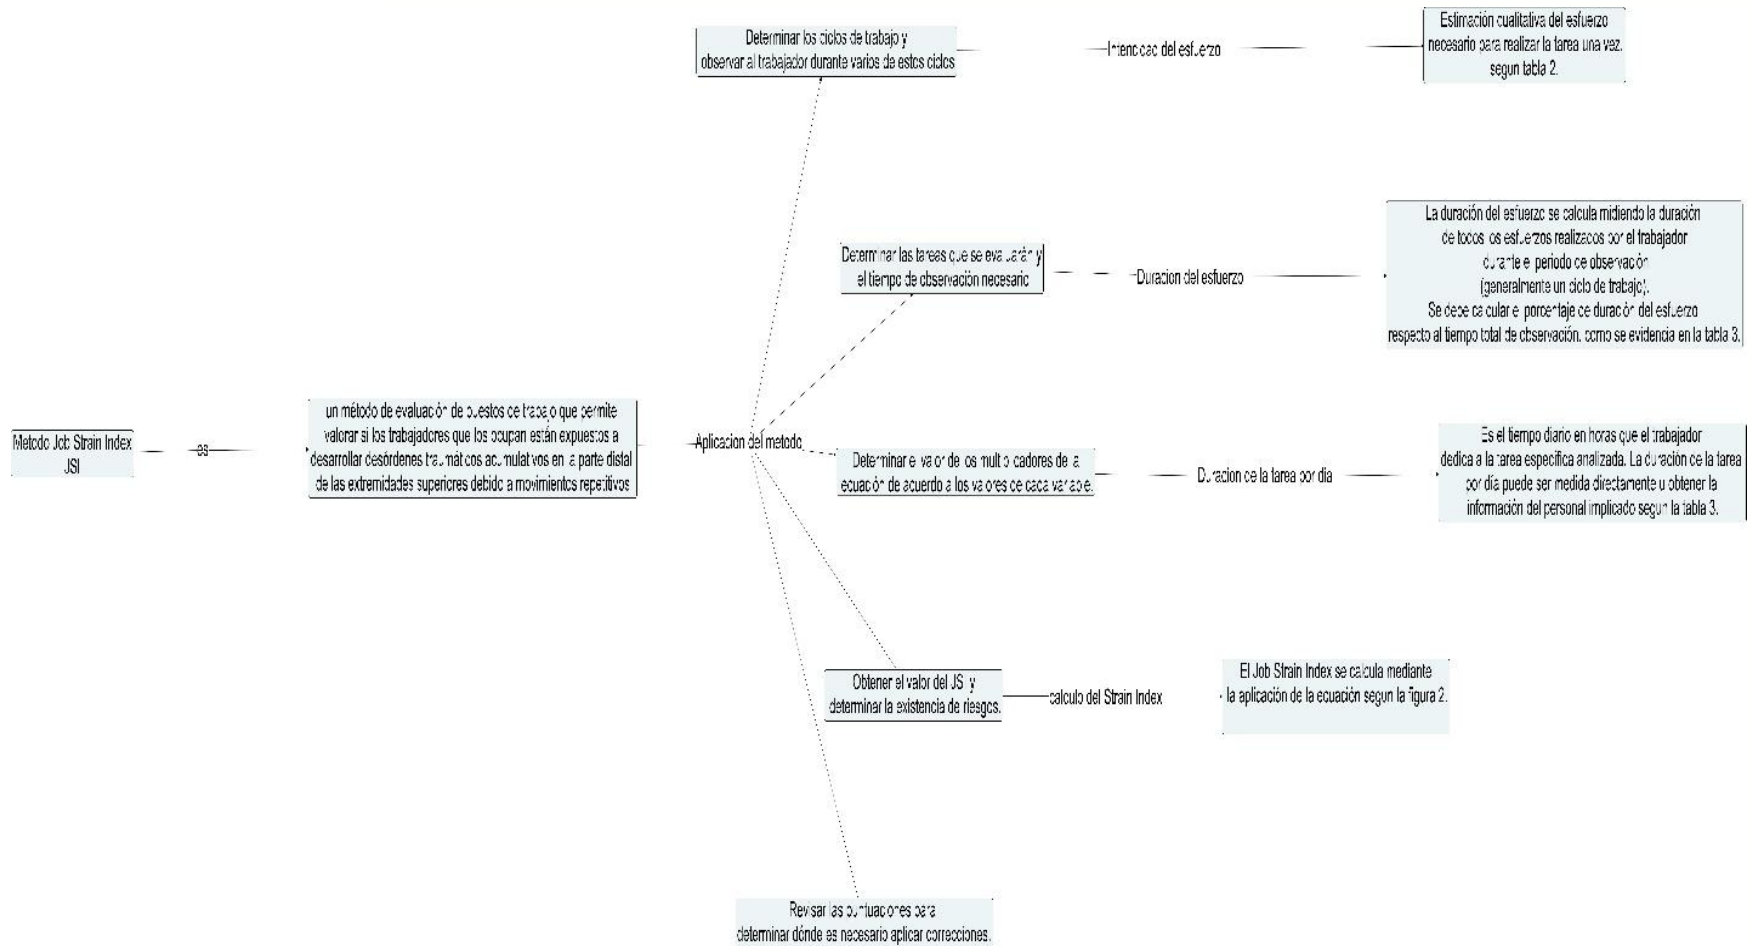 Metodo Job Strain Index
JSI
es
un método de evaluación de puestos de trabajo que permite
valorar si los trabajadores que los ocupan están expuestos a
desarrollar desórdenes traumáticos acumulativos en la parte distal
de las extremidades superiores debido a movimientos repetitivos
Aplicacion del metodo
Determinar los ciclos de trabajo y
observar al trabajador durante varios de estos ciclos
Intencidad del esfuerzo
Estimación cualitativa del esfuerzo
necesario para realizar la tarea una vez.
segun tabla 2.
Determinar las tareas que se evaluarán y
el tiempo de observación necesario
Duracion del esfuerzo
La duración del esfuerzo se calcula midiendo la duración
de todos los esfuerzos realizados por el trabajador
durante el periodo de observación
(generalmente un ciclo de trabajo).
Se debe calcular el porcentaje de duración del esfuerzo
respecto al tiempo total de observación. como se evidencia en la tabla 3.
Determinar el valor de los multiplicadores de la
ecuación de acuerdo a los valores de cada variable.
Duracion de la tarea por dia
Es el tiempo diario en horas que el trabajador
dedica a la tarea específica analizada. La duración de la tarea
por día puede ser medida directamente u obtener la
información del personal implicado segun la tabla 3.
Obtener el valor del JSI y
determinar la existencia de riesgos.
calculo del Strain Index
El Job Strain Index se calcula mediante
la aplicación de la ecuación segun la figura 2.
Revisar las puntuaciones para
determinar dónde es necesario aplicar correcciones.